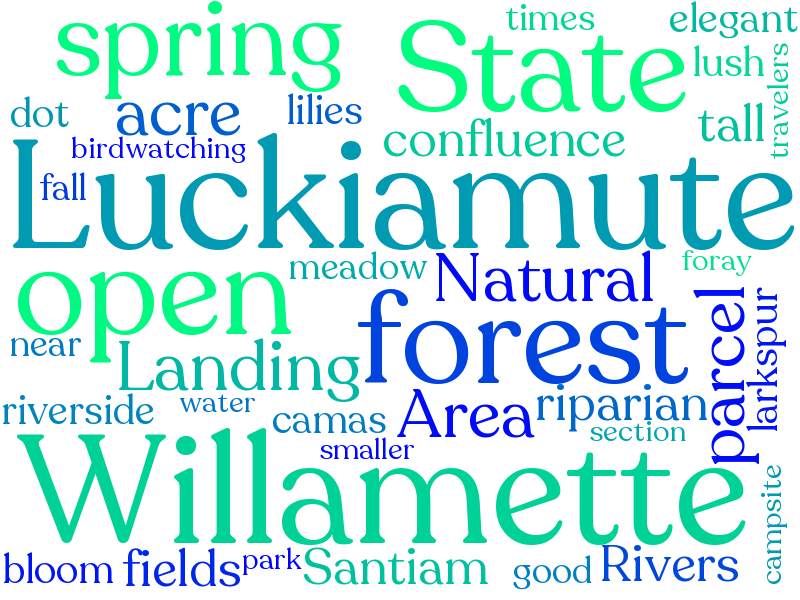 times
elegant
spring
State
lush
travelers
dot
acre
lilies
tall
birdwatching
confluence
Luckiamute
fall
open
meadow
Natural
foray
near
Landing
forest
parcel
larkspur
riverside
water
camas
Area
riparian
section
smaller
Willamette
campsite
bloom
fields
park
Santiam
good
Rivers